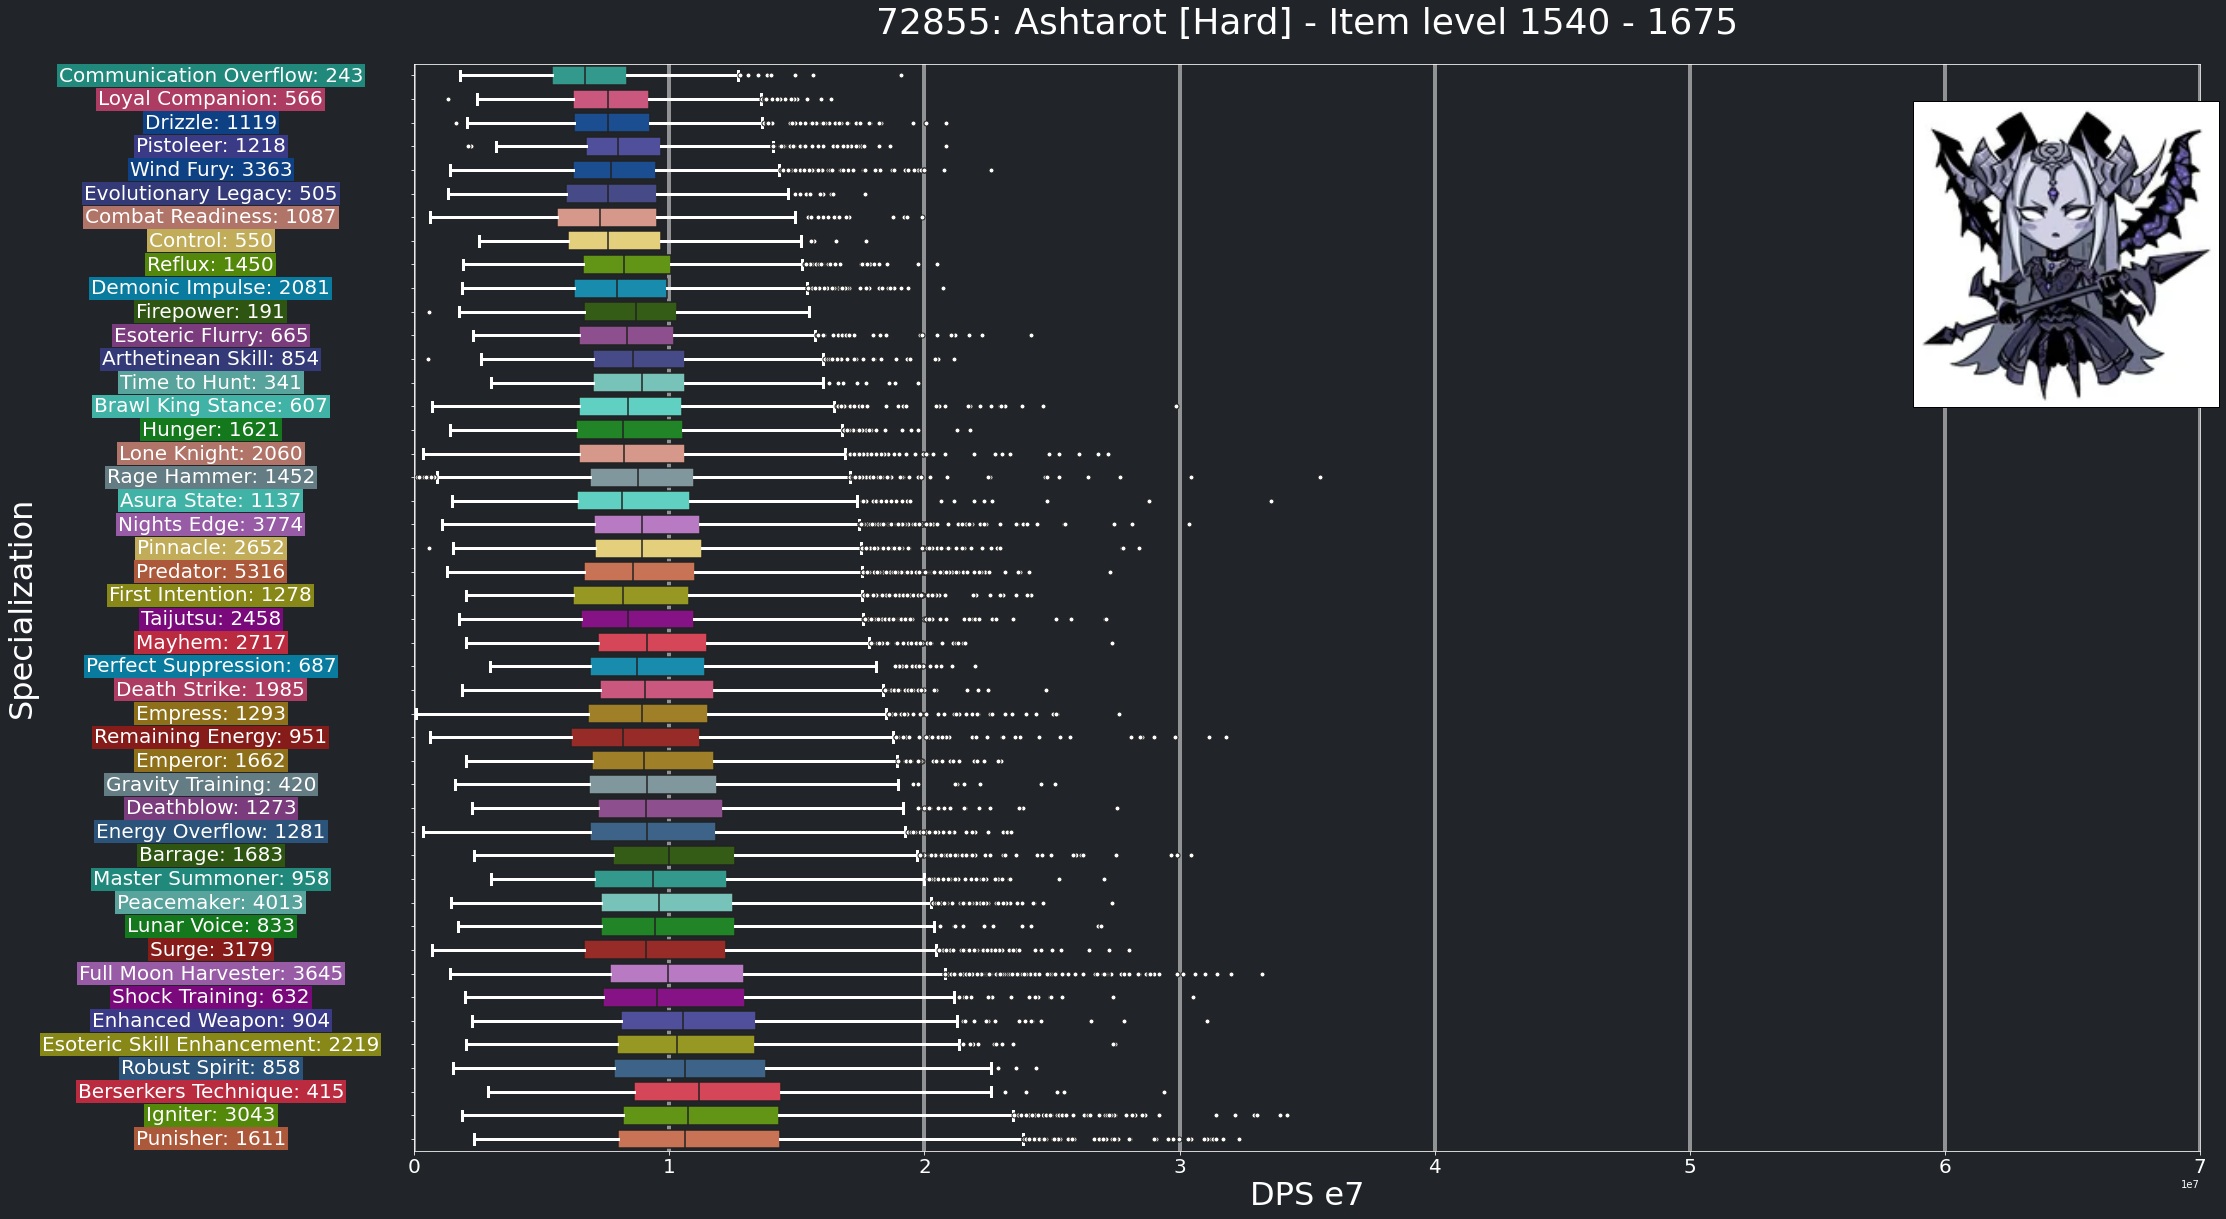 72855: Ashtarot [Hard] - Item level 1540 - 1675
Specialization
Communication Overflow: 243
Loyal Companion: 566
Drizzle: 1119
Pistoleer: 1218
Wind Fury: 3363
Evolutionary Legacy: 505
Combat Readiness: 1087
Control: 550
Reflux: 1450
Demonic Impulse: 2081
Firepower: 191
Esoteric Flurry: 665
Arthetinean Skill: 854
Time to Hunt: 341
Brawl King Stance: 607
Hunger: 1621
Lone Knight: 2060
Rage Hammer: 1452
Asura State: 1137
Nights Edge: 3774
Pinnacle: 2652
Predator: 5316
First Intention: 1278
Taijutsu: 2458
Mayhem: 2717
Perfect Suppression: 687
Death Strike: 1985
Empress: 1293
Remaining Energy: 951
Emperor: 1662
Gravity Training: 420
Deathblow: 1273
Energy Overflow: 1281
Barrage: 1683
Master Summoner: 958
Peacemaker: 4013
Lunar Voice: 833
Surge: 3179
Full Moon Harvester: 3645
Shock Training: 632
Enhanced Weapon: 904
Esoteric Skill Enhancement: 2219
Robust Spirit: 858
Berserkers Technique: 415
Igniter: 3043
Punisher: 1611
0 1 2 3 4 5 6 7
1e7
DPS e7